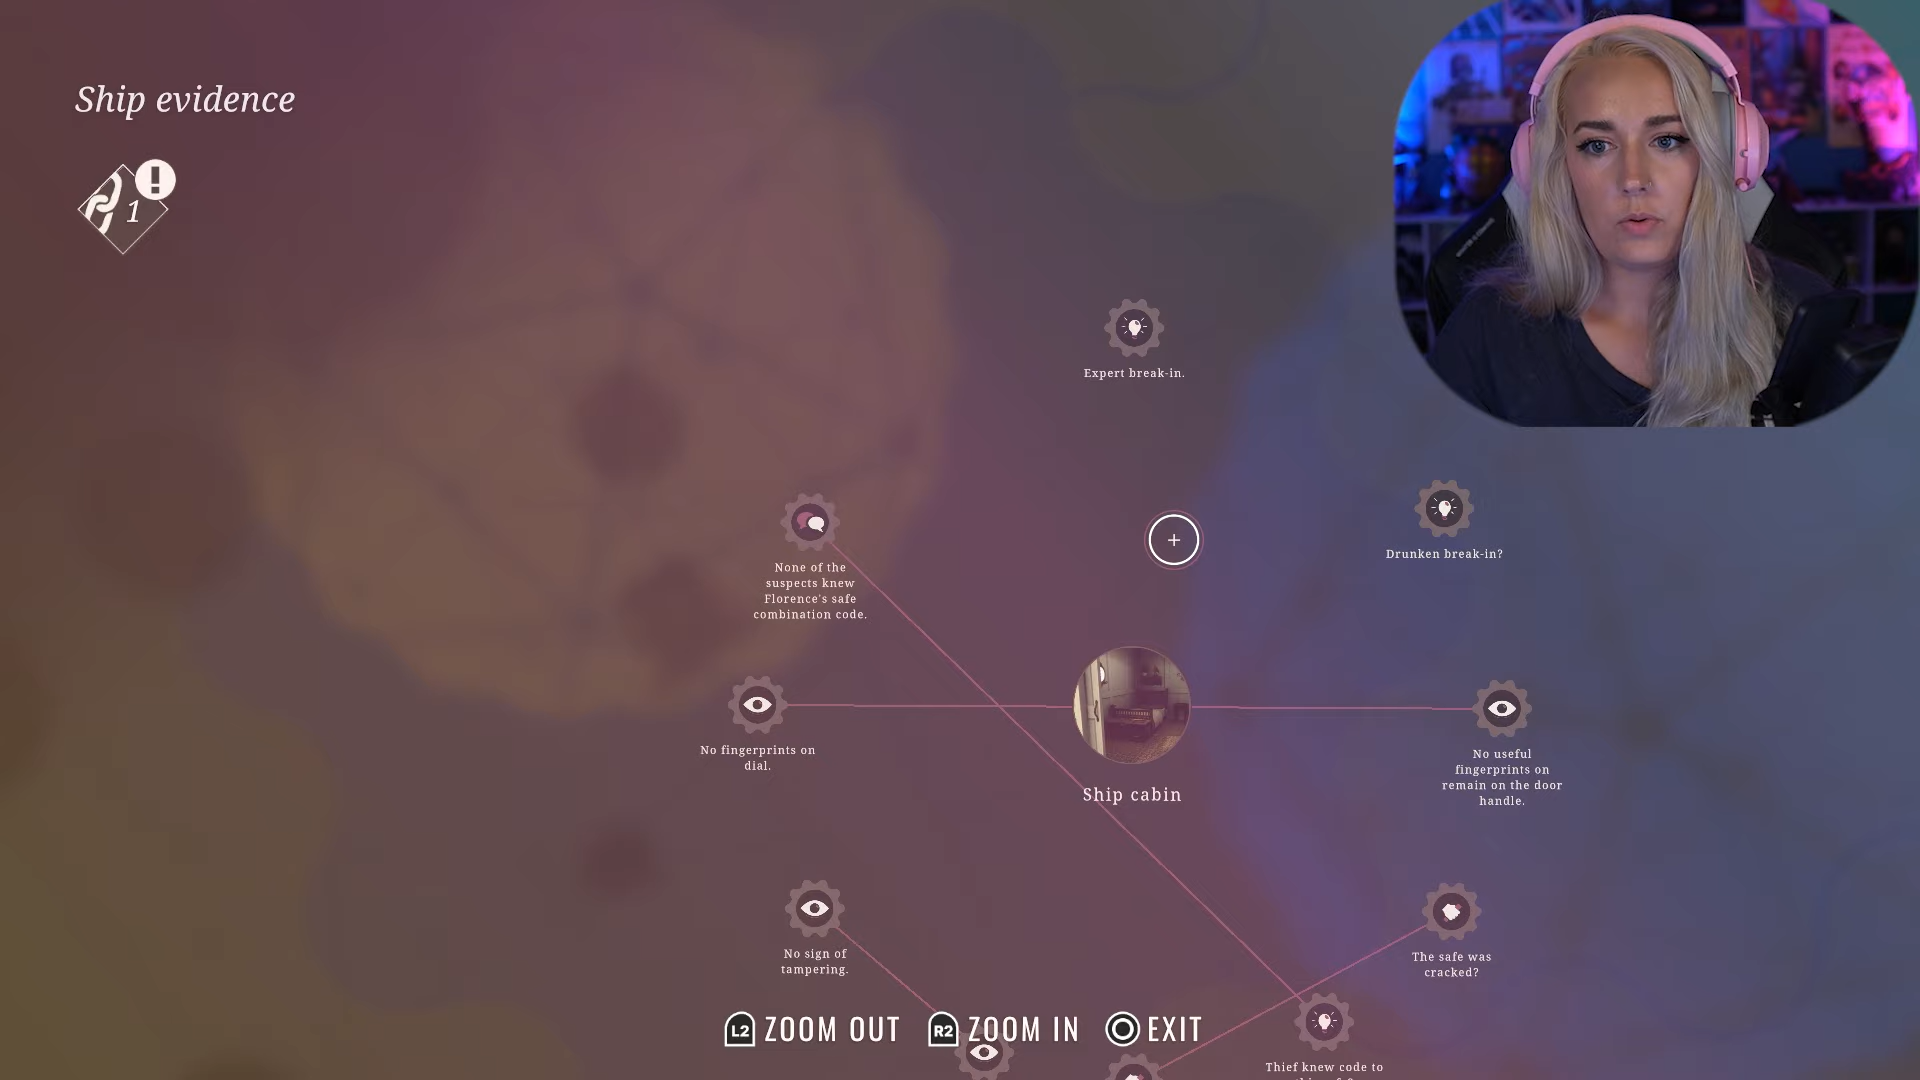 Ship evidence
1
Expert break-in.
Drunken break-in?
None of the
suspects knew
Florence's safe
combination code.
No fingerprints on
dial.
Ship cabin
No useful
fingerprints on
remain on the door
handle.
No sign of
tampering.
The safe was
cracked?
L2 ZOOM OUT R2 ZOOM IN EXIT
Thief knew code to